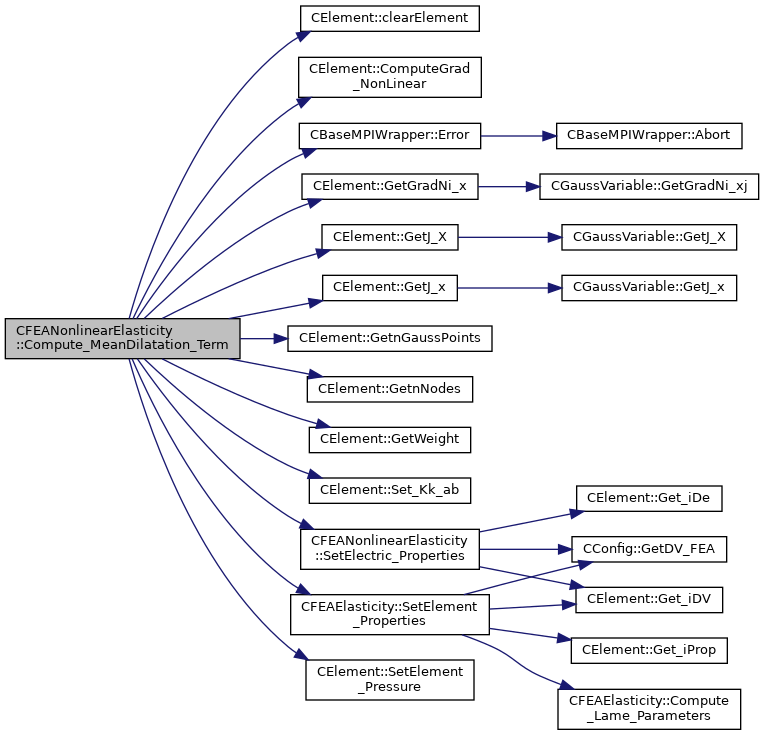 CElement::clearElement
CElement::ComputeGrad
_NonLinear
CBaseMPIWrapper::Error
CBaseMPIWrapper::Abort
CElement::GetGradNi_x
CGaussVariable::GetGradNi_xj
CElement::GetJ_X
CGaussVariable::GetJ_X
CElement::GetJ_x
CGaussVariable::GetJ_x
CFEANonlinearElasticity
::Compute_MeanDilatation_Term
CElement::GetnGaussPoints
CElement::GetnNodes
CElement::GetWeight
CElement::Set_Kk_ab
CElement::Get_iDe
CFEANonlinearElasticity
::SetElectric_Properties
CConfig::GetDV_FEA
CElement::Get_iDV
CFEAElasticity::SetElement
_Properties
CElement::Get_iProp
CElement::SetElement
_Pressure
CFEAElasticity::Compute
_Lame_Parameters